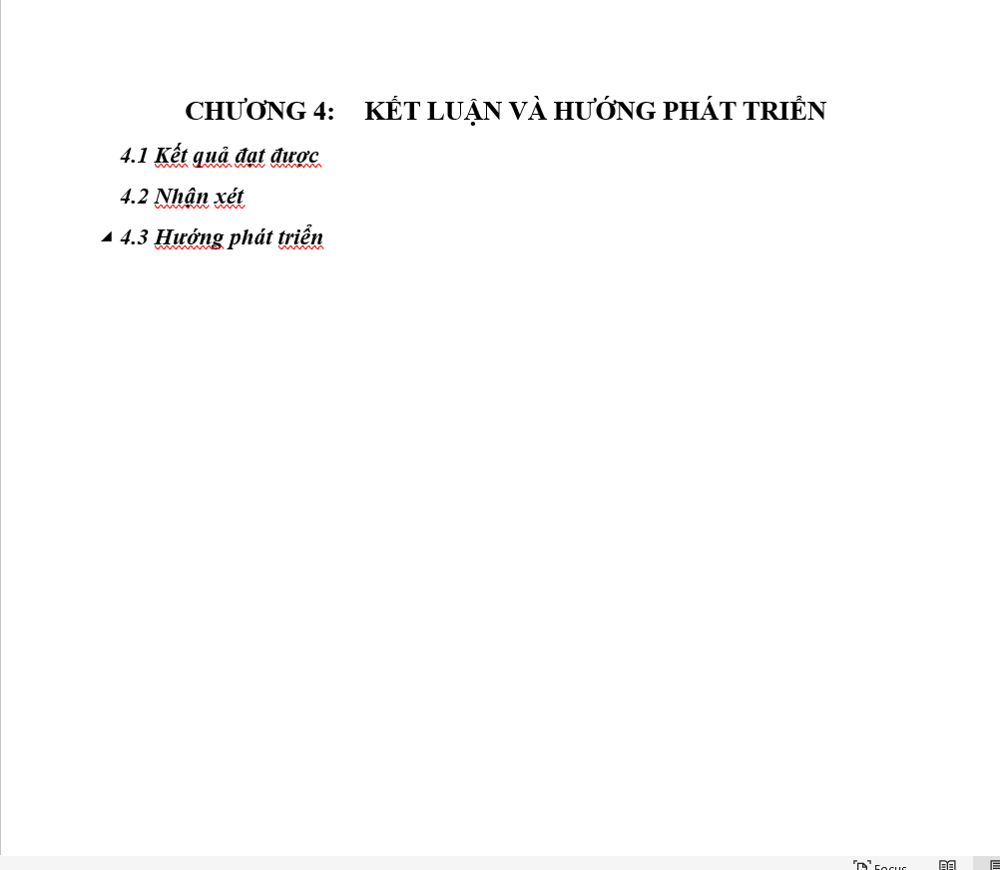 CHƯƠNG 4: KẾT LUẬN VÀ HƯỚNG PHÁT TRIỂN
4.1 Kết quả đạt được
4.2 Nhận xét
4.3 Hướng phát triển
Focus